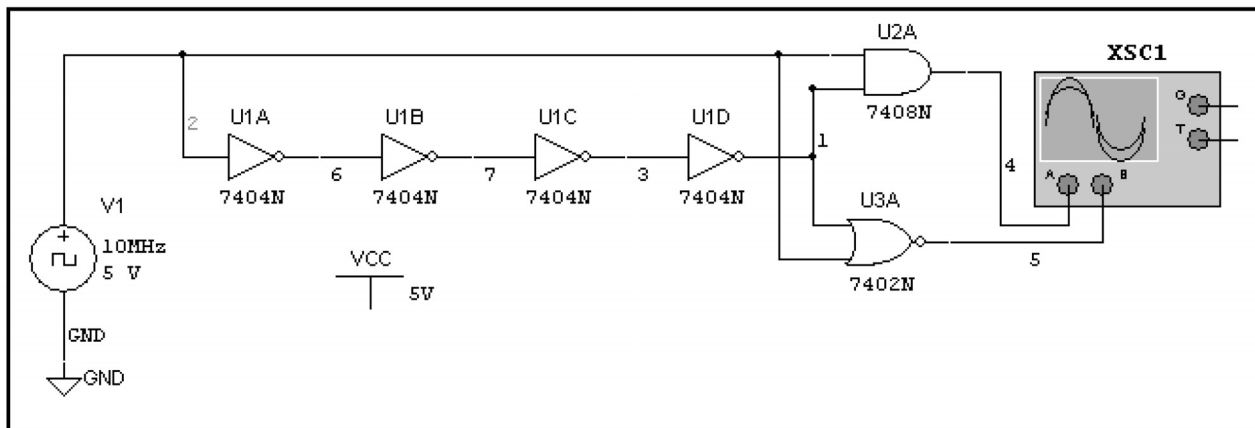 U2A
XSC1
7408N
G
T
A
B
2
U1A
U1B
U1C
U1D
6
7
3
1
4
7404N
7404N
7404N
7404N
U3A
V1
10MHz
5 V
VCC
5V
7402N
5
GND
GND